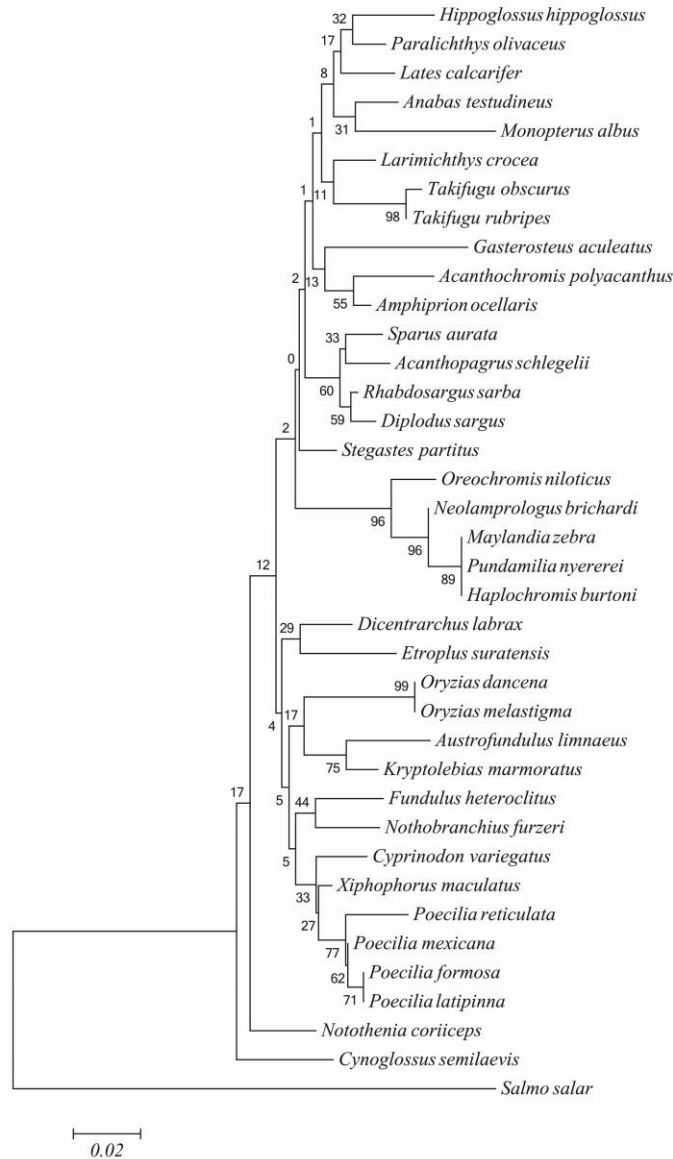 32
Hippoglossus hippoglossus
17
Paralichthys olivaceus
8
Lates calcarifer
Anabas testudineus
1
31
Monopterus albus
Larimichthys crocea
1
11
Takifugu obscurus
98
Takifugu rubripes
Gasterosteus aculeatus
2
13
Acanthochromis polyacanthus
55
Amphiprion ocellaris
33
Sparus aurata
0
Acanthopagrus schlegelii
60
Rhabdosargus sarba
59
Diplodus sargus
2
Stegastes partitus
Oreochromis niloticus
96
Neolamprologus brichardi
96
Maylandia zebra
12
89
Pundamilia nyererei
Haplochromis burtoni
29
Dicentrarchus labrax
Etroplus suratensis
99
Oryzias dancena
4
17
Oryzias melastigma
Austrofundulus limnaeus
75
Kryptolebias marmoratus
17
5
44
Fundulus heteroclitus
Nothobranchius furzeri
5
Cyprinodon variegatus
33
Xiphophorus maculatus
27
Poecilia reticulata
77
Poecilia mexicana
62
Poecilia formosa
71
Poecilia latipinna
Notothenia coriiceps
Cynoglossus semilaevis
Salmo salar
0.02